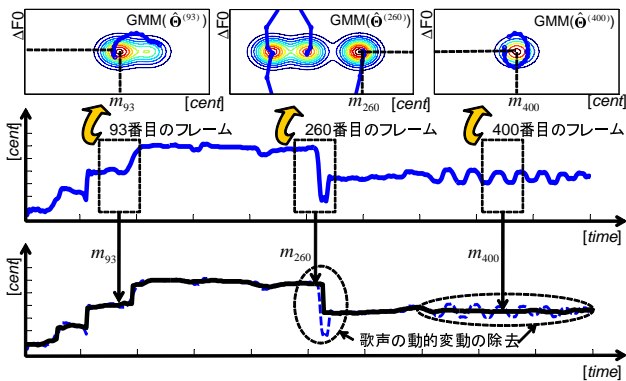 ΔF0
GMM(Θ̂⁽⁹³⁾)
m₉₃
[cent]
ΔF0
GMM(Θ̂⁽²⁶⁰⁾)
m₂₆₀
[cent]
ΔF0
GMM(Θ̂⁽⁴⁰⁰⁾)
m₄₀₀
[cent]
93番目のフレーム
260番目のフレーム
400番目のフレーム
[cent]
[time]
m₉₃
m₂₆₀
m₄₀₀
[cent]
歌声の動的変動の除去
[time]